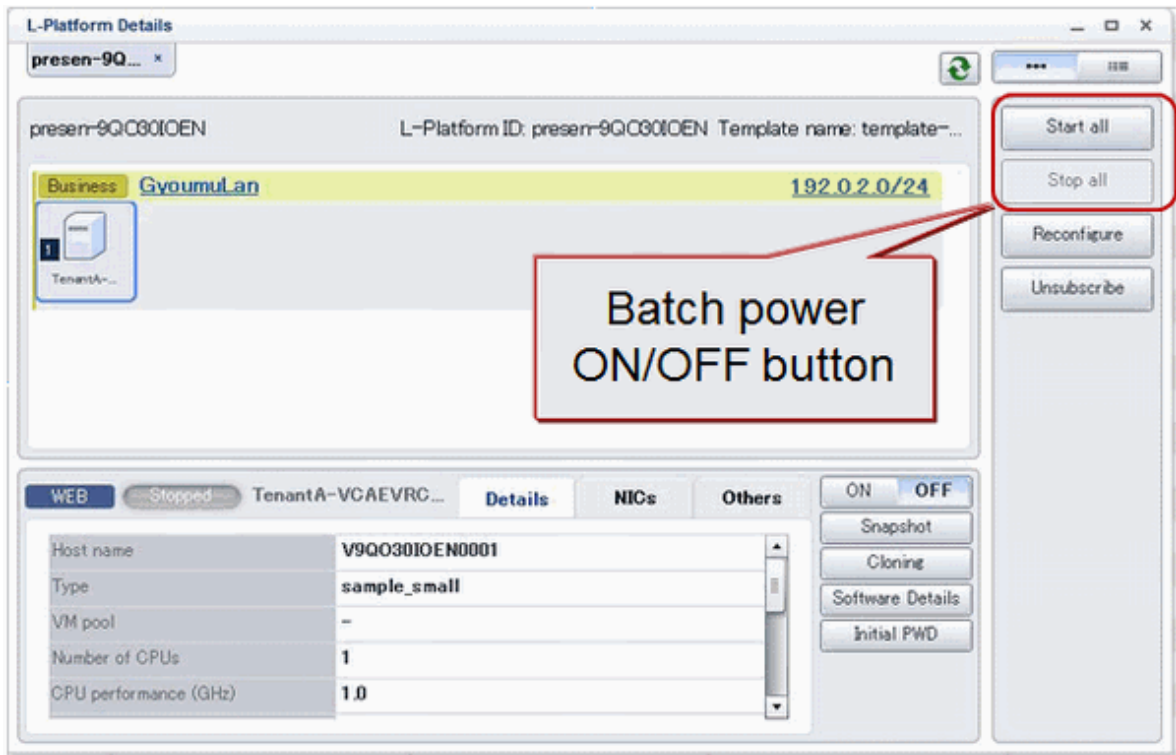 L-Platform Details
presen-9Q...
presen-9QC30IOEN L-Platform ID: presen-9QC30IOEN Template name: template-...
Start all
Stop all
Reconfigure
Unsubscribe
Business GyoumuLan 192.0.2.0/24
1
TenantA-...
Batch power
ON/OFF button
WEB Stopped TenantA-VCAEVRC... Details NICs Others
ON OFF
Snapshot
Cloning
Software Details
Initial PWD
Host name V9QO30IOEN0001
Type sample_small
VM pool -
Number of CPUs 1
CPU performance (GHz) 1.0